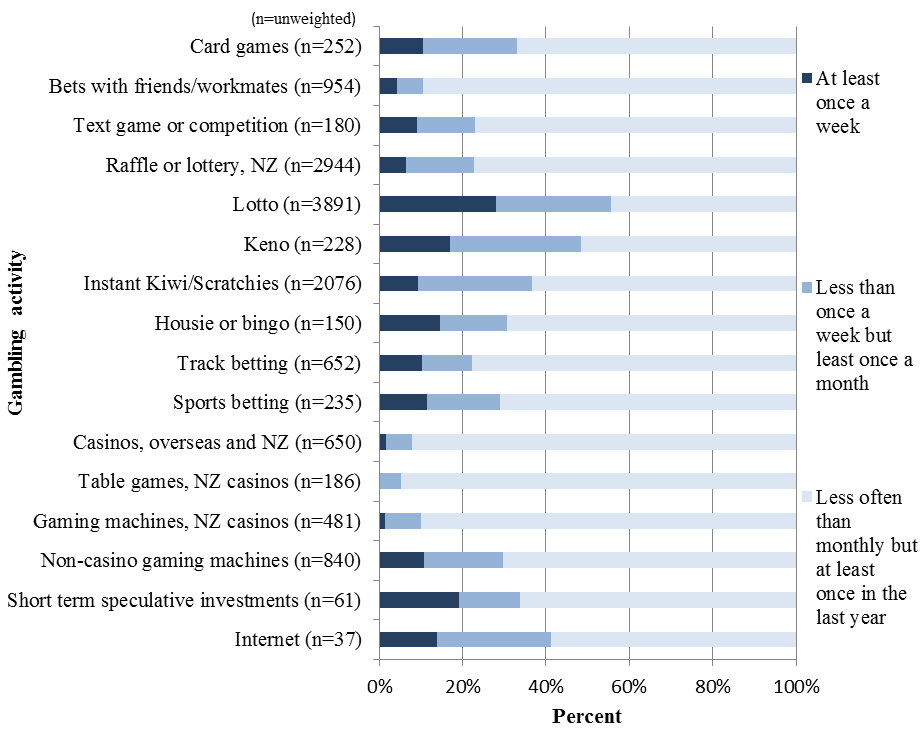 (n=unweighted)
Card games (n=252)
Bets with friends/workmates (n=954)
Text game or competition (n=180)
Raffle or lottery, NZ (n=2944)
Lotto (n=3891)
Keno (n=228)
Instant Kiwi/Scratchies (n=2076)
Housie or bingo (n=150)
Track betting (n=652)
Sports betting (n=235)
Casinos, overseas and NZ (n=650)
Table games, NZ casinos (n=186)
Gaming machines, NZ casinos (n=481)
Non-casino gaming machines (n=840)
Short term speculative investments (n=61)
Internet (n=37)
Gambling activity
0% 20% 40% 60% 80% 100%
Percent
At least
once a
week
Less than
once a
week but
least once a
month
Less often
than
monthly but
at least
once in the
last year